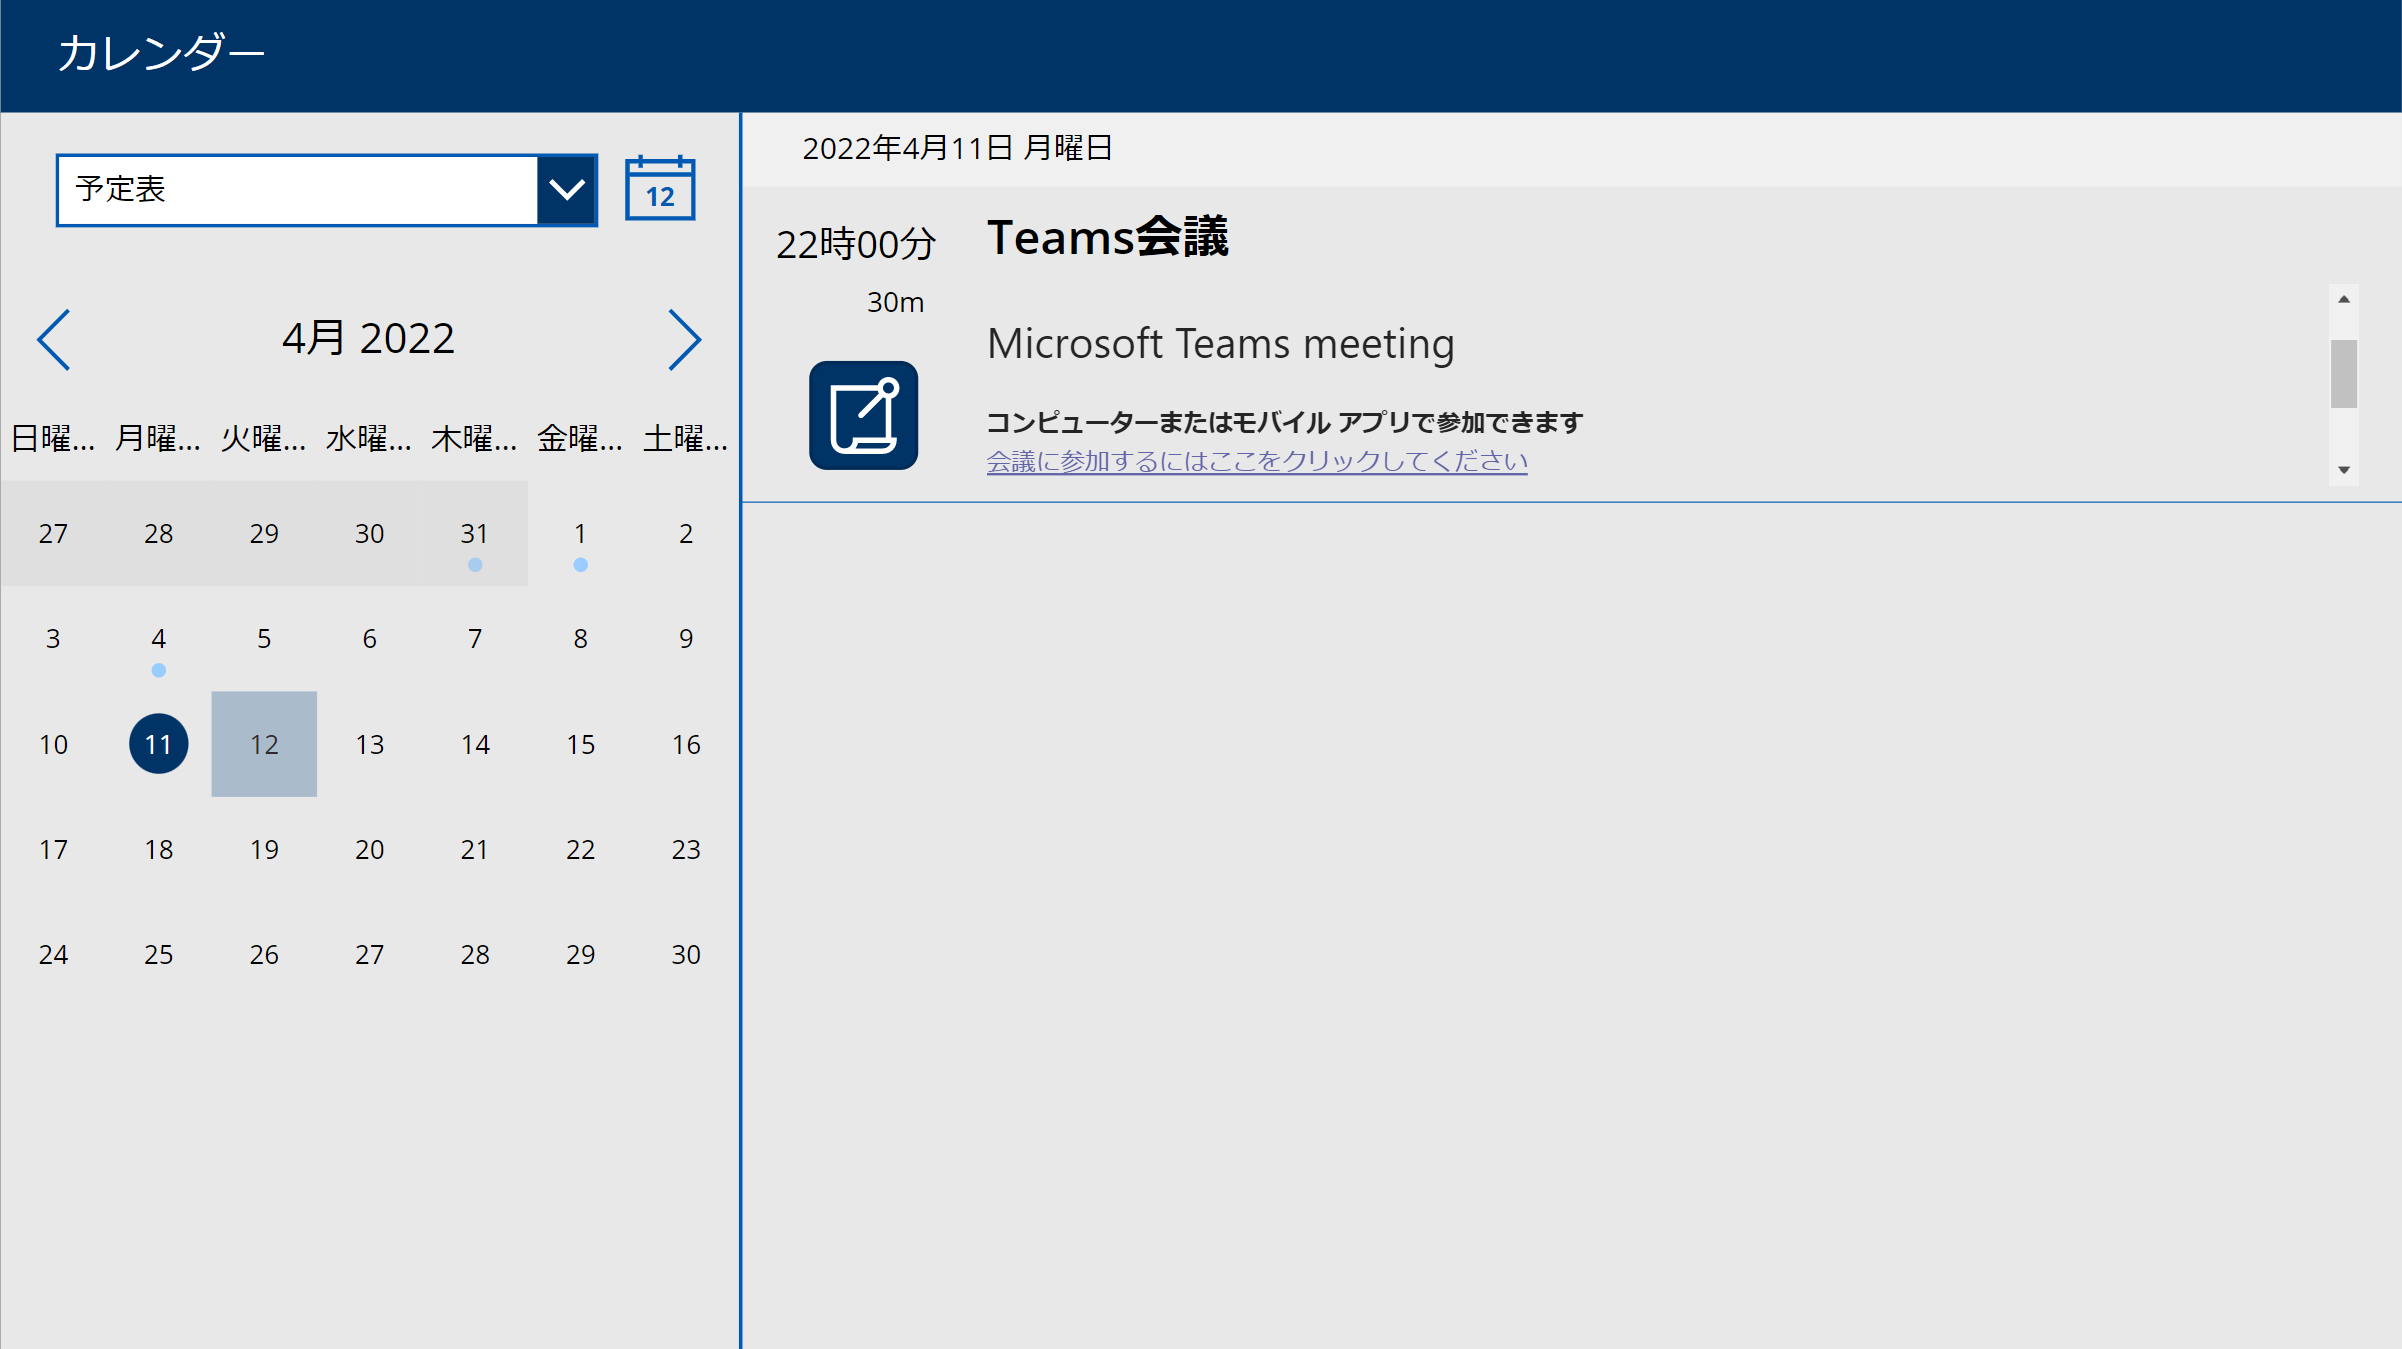 カレンダー
予定表
12
4月 2022
日曜... 月曜... 火曜... 水曜... 木曜... 金曜... 土曜...
27 28 29 30 31 1 2
3 4 5 6 7 8 9
10 11 12 13 14 15 16
17 18 19 20 21 22 23
24 25 26 27 28 29 30
2022年4月11日 月曜日
22時00分
30m
Teams会議
Microsoft Teams meeting
コンピューターまたはモバイル アプリで参加できます
会議に参加するにはここをクリックしてください